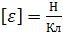 [ε] = Н/Кл